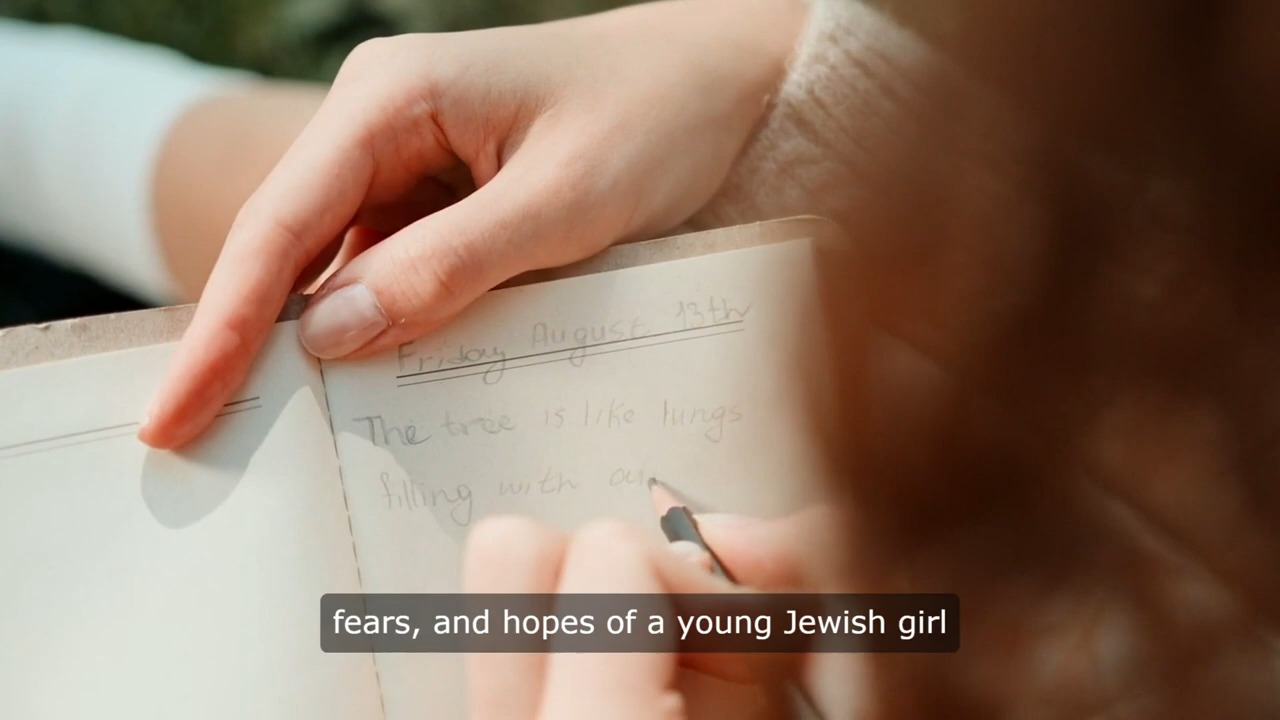 Friday August 13th
The tree is like lungs
filling with
fears, and hopes of a young Jewish girl